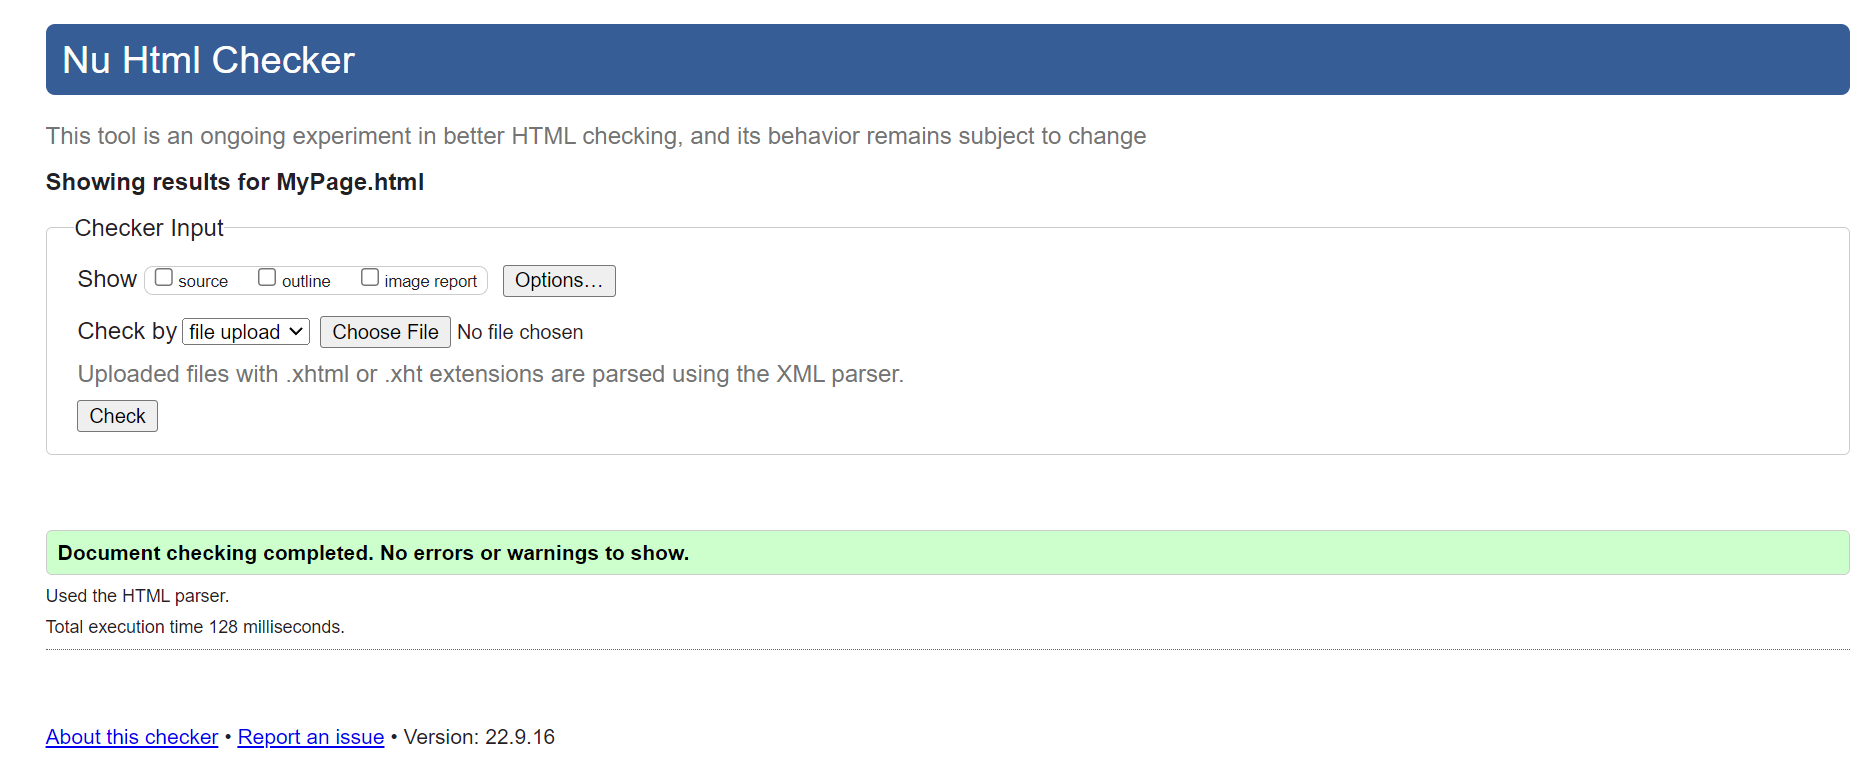 Nu Html Checker
This tool is an ongoing experiment in better HTML checking, and its behavior remains subject to change
Showing results for MyPage.html
Checker Input
Show source outline image report Options...
Check by file upload Choose File No file chosen
Uploaded files with .xhtml or .xht extensions are parsed using the XML parser.
Check
Document checking completed. No errors or warnings to show.
Used the HTML parser.
Total execution time 128 milliseconds.
About this checker • Report an issue • Version: 22.9.16